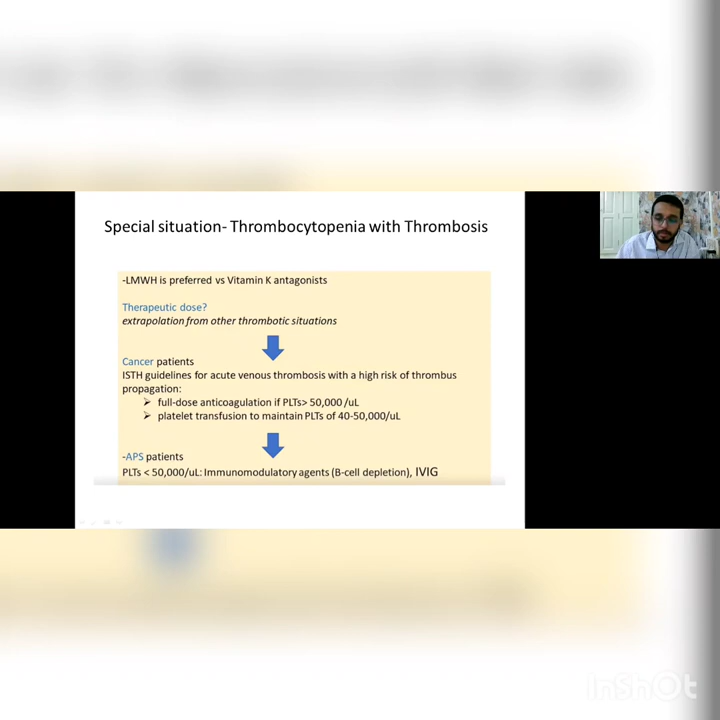 Special situation- Thrombocytopenia with Thrombosis
-LMWH is preferred vs Vitamin K antagonists
Therapeutic dose?
extrapolation from other thrombotic situations
Cancer patients
ISTH guidelines for acute venous thrombosis with a high risk of thrombus
propagation:
➤ full-dose anticoagulation if PLTs> 50,000 /uL
➤ platelet transfusion to maintain PLTs of 40-50,000/uL
-APS patients
PLTs < 50,000/uL: Immunomodulatory agents (B-cell depletion), IVIG
InShOt